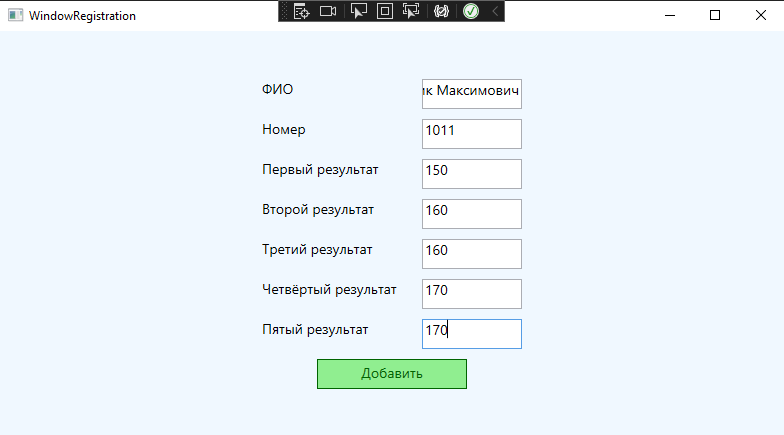 WindowRegistration
ФИО
Максимович
Номер
1011
Первый результат
150
Второй результат
160
Третий результат
160
Четвёртый результат
170
Пятый результат
170
Добавить